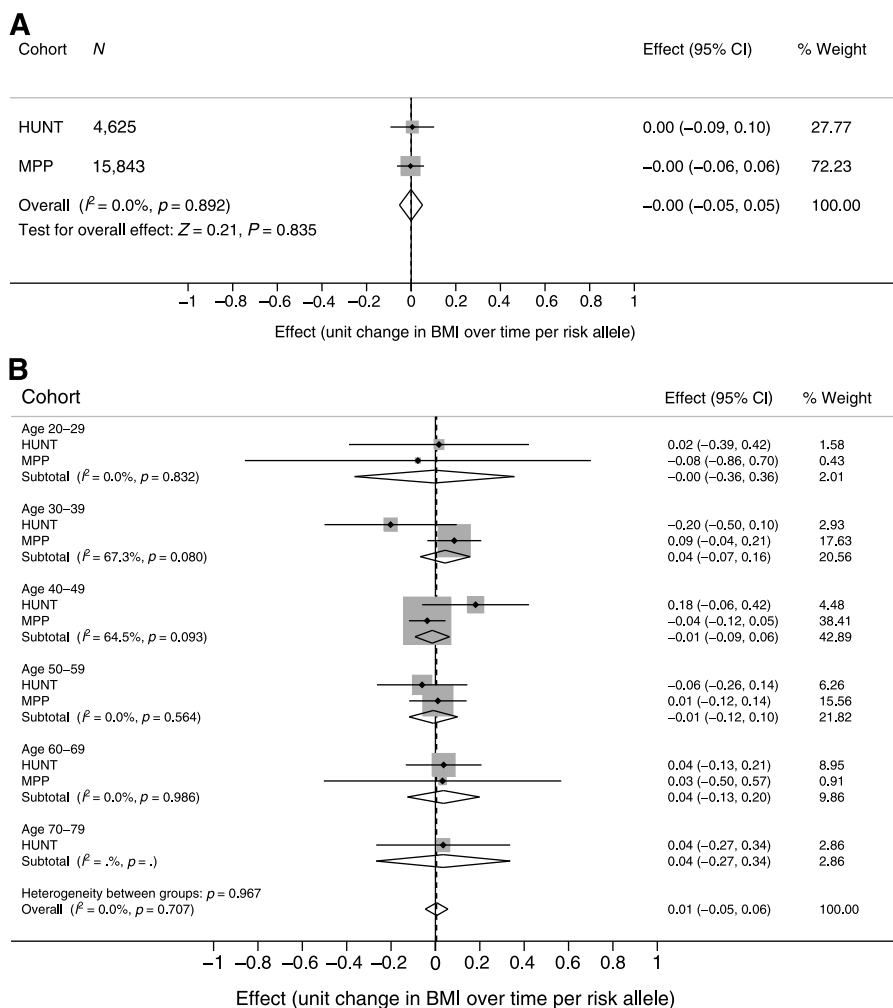 A
Cohort N Effect (95% CI) % Weight
HUNT 4,625 0.00 (−0.09, 0.10) 27.77
MPP 15,843 −0.00 (−0.06, 0.06) 72.23
Overall (I² = 0.0%, p = 0.892) −0.00 (−0.05, 0.05) 100.00
Test for overall effect: Z = 0.21, P = 0.835
−1 −0.8 −0.6 −0.4 −0.2 0 0.2 0.4 0.6 0.8 1
Effect (unit change in BMI over time per risk allele)
B
Cohort Effect (95% CI) % Weight
Age 20–29
HUNT 0.02 (−0.39, 0.42) 1.58
MPP −0.08 (−0.86, 0.70) 0.43
Subtotal (I² = 0.0%, p = 0.832) −0.00 (−0.36, 0.36) 2.01
Age 30–39
HUNT −0.20 (−0.50, 0.10) 2.93
MPP 0.09 (−0.04, 0.21) 17.63
Subtotal (I² = 67.3%, p = 0.080) 0.04 (−0.07, 0.16) 20.56
Age 40–49
HUNT 0.18 (−0.06, 0.42) 4.48
MPP −0.04 (−0.12, 0.05) 38.41
Subtotal (I² = 64.5%, p = 0.093) −0.01 (−0.09, 0.06) 42.89
Age 50–59
HUNT −0.06 (−0.26, 0.14) 6.26
MPP 0.01 (−0.12, 0.14) 15.56
Subtotal (I² = 0.0%, p = 0.564) −0.01 (−0.12, 0.10) 21.82
Age 60–69
HUNT 0.04 (−0.13, 0.21) 8.95
MPP 0.03 (−0.50, 0.57) 0.91
Subtotal (I² = 0.0%, p = 0.986) 0.04 (−0.13, 0.20) 9.86
Age 70–79
HUNT 0.04 (−0.27, 0.34) 2.86
Subtotal (I² = .%, p = .) 0.04 (−0.27, 0.34) 2.86
Heterogeneity between groups: p = 0.967
Overall (I² = 0.0%, p = 0.707) 0.01 (−0.05, 0.06) 100.00
−1 −0.8 −0.6 −0.4 −0.2 0 0.2 0.4 0.6 0.8 1
Effect (unit change in BMI over time per risk allele)